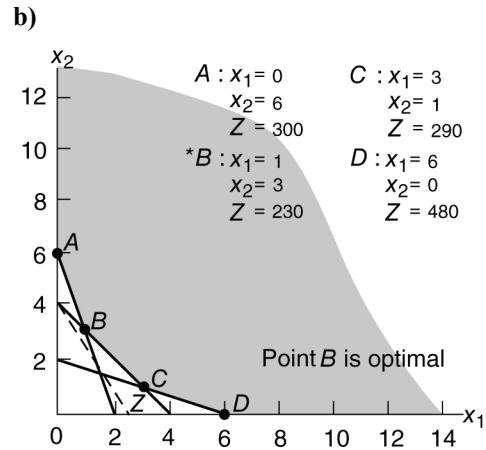 b)
x2
12
10
8
6
4
2
0
A : x1 = 0
x2 = 6
Z = 300
*B : x1 = 1
x2 = 3
Z = 230
C : x1 = 3
x2 = 1
Z = 290
D : x1 = 6
x2 = 0
Z = 480
A
B
C
D
Z
Point B is optimal
2
4
6
8
10
12
14
x1